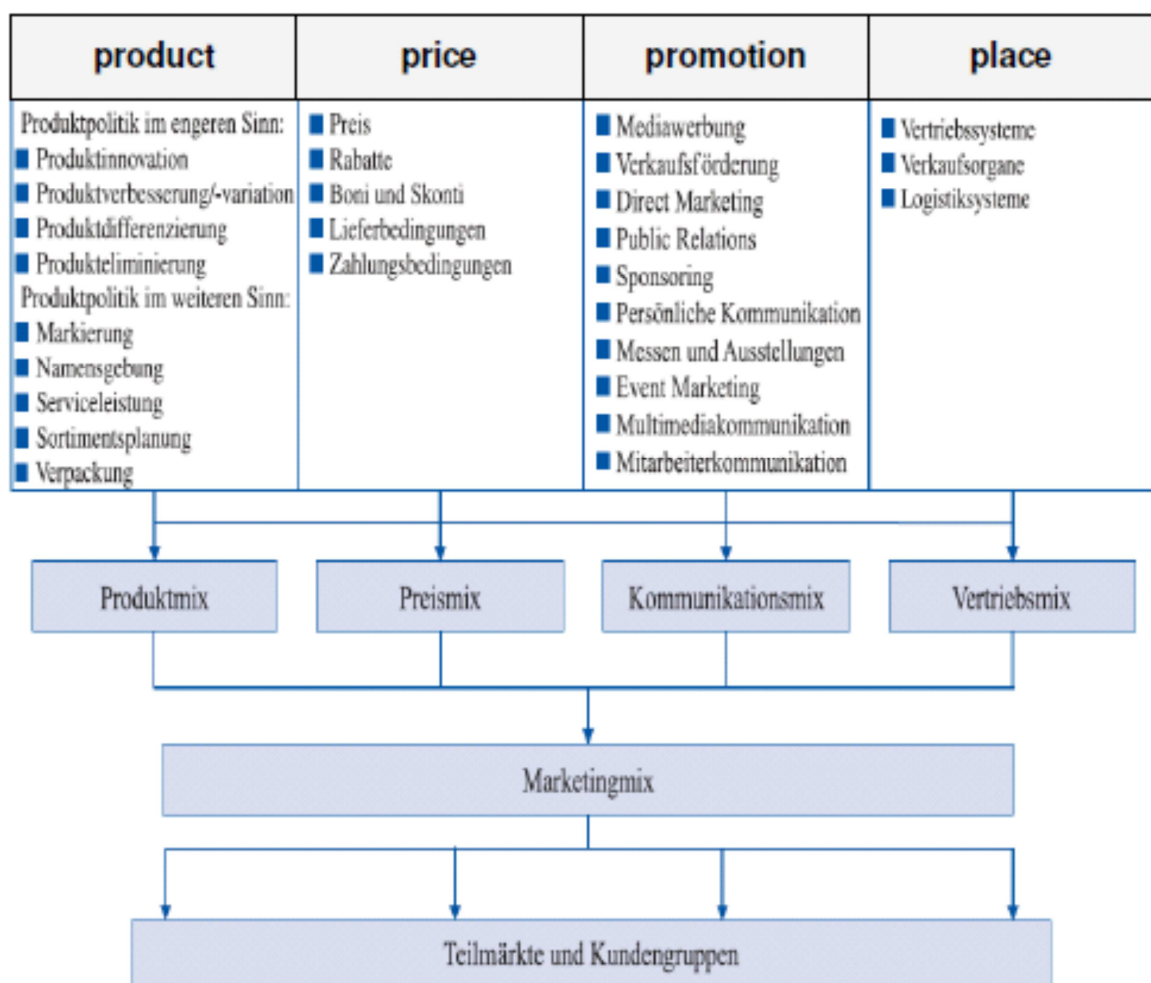 product
price
promotion
place
Produktpolitik im engeren Sinn:
Produktinnovation
Produktverbesserung/-variation
Produktdifferenzierung
Produkteliminierung
Produktpolitik im weiteren Sinn:
Markierung
Namensgebung
Serviceleistung
Sortimentsplanung
Verpackung
Preis
Rabatte
Boni und Skonti
Lieferbedingungen
Zahlungsbedingungen
Mediawerbung
Verkaufsförderung
Direct Marketing
Public Relations
Sponsoring
Persönliche Kommunikation
Messen und Ausstellungen
Event Marketing
Multimediakommunikation
Mitarbeiterkommunikation
Vertriebssysteme
Verkaufsorgane
Logistiksysteme
Produktmix
Preismix
Kommunikationsmix
Vertriebsmix
Marketingmix
Teilmärkte und Kundengruppen